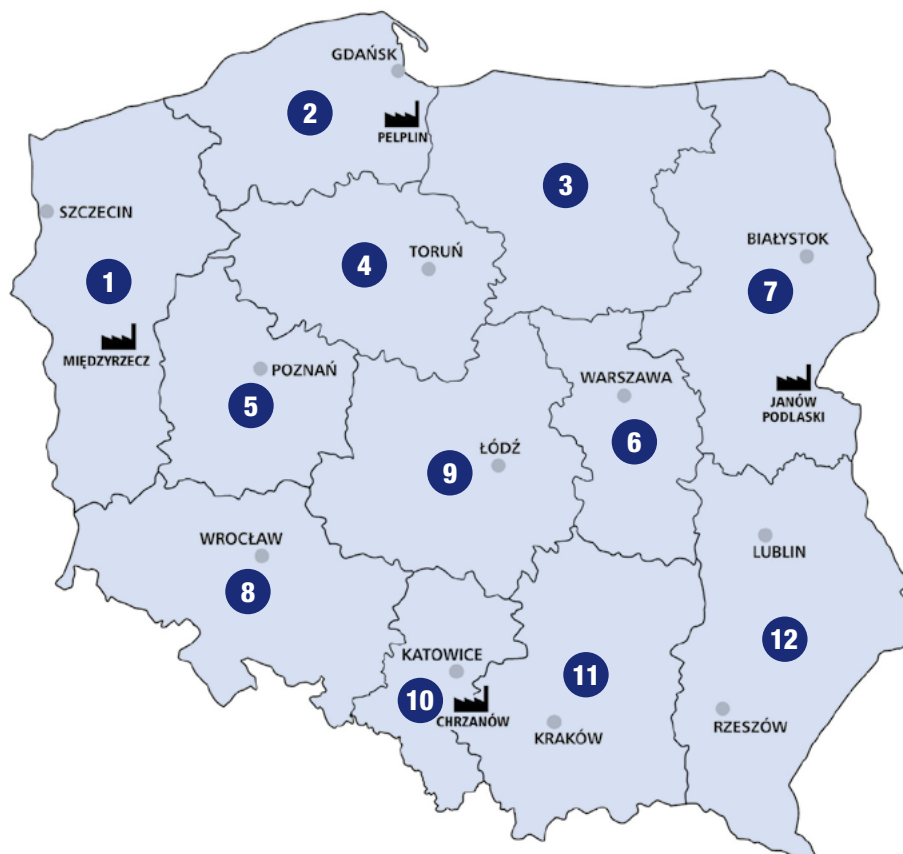 GDAŃSK
2
PELPLIN
3
SZCZECIN
BIAŁYSTOK
4
TORUŃ
1
7
MIĘDZYRZECZ
POZNAŃ
WARSZAWA
JANÓW
PODLASKI
5
6
ŁÓDŹ
9
WROCŁAW
LUBLIN
8
12
KATOWICE
11
10
CHRZANÓW
KRAKÓW
RZESZÓW